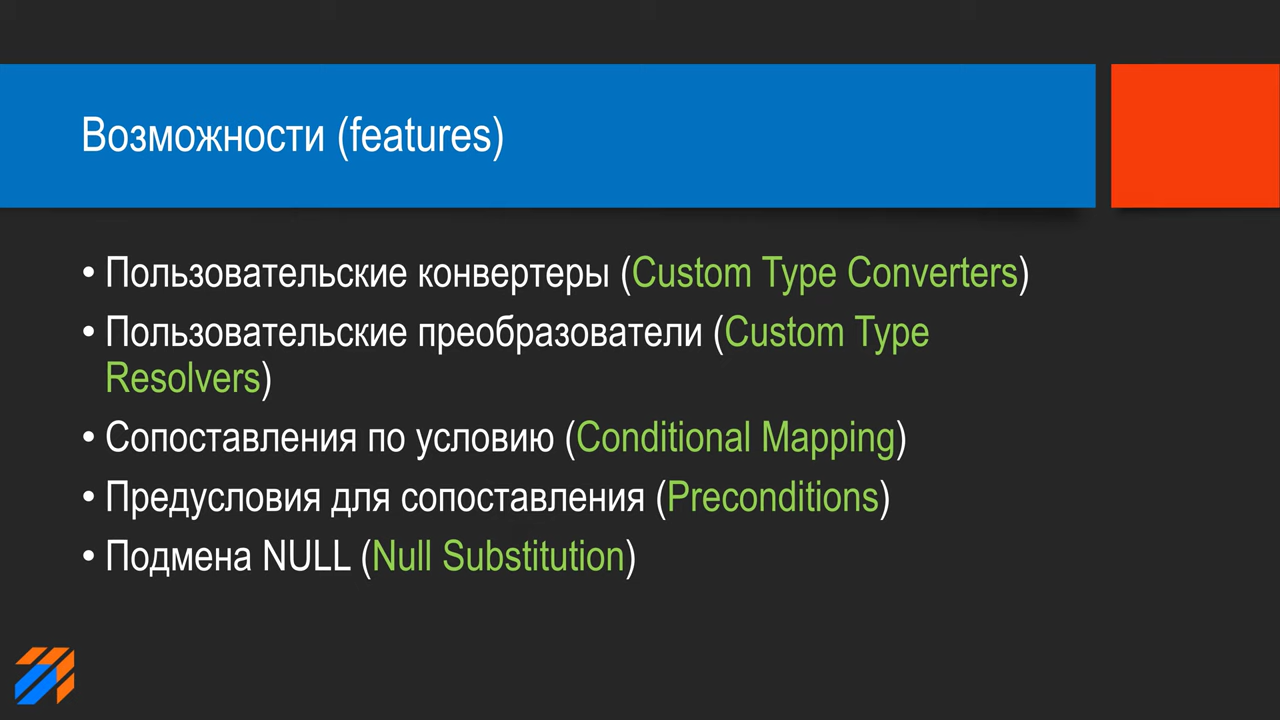 Возможности (features)
• Пользовательские конвертеры (Custom Type Converters)
• Пользовательские преобразователи (Custom Type
Resolvers)
• Сопоставления по условию (Conditional Mapping)
• Предусловия для сопоставления (Preconditions)
• Подмена NULL (Null Substitution)